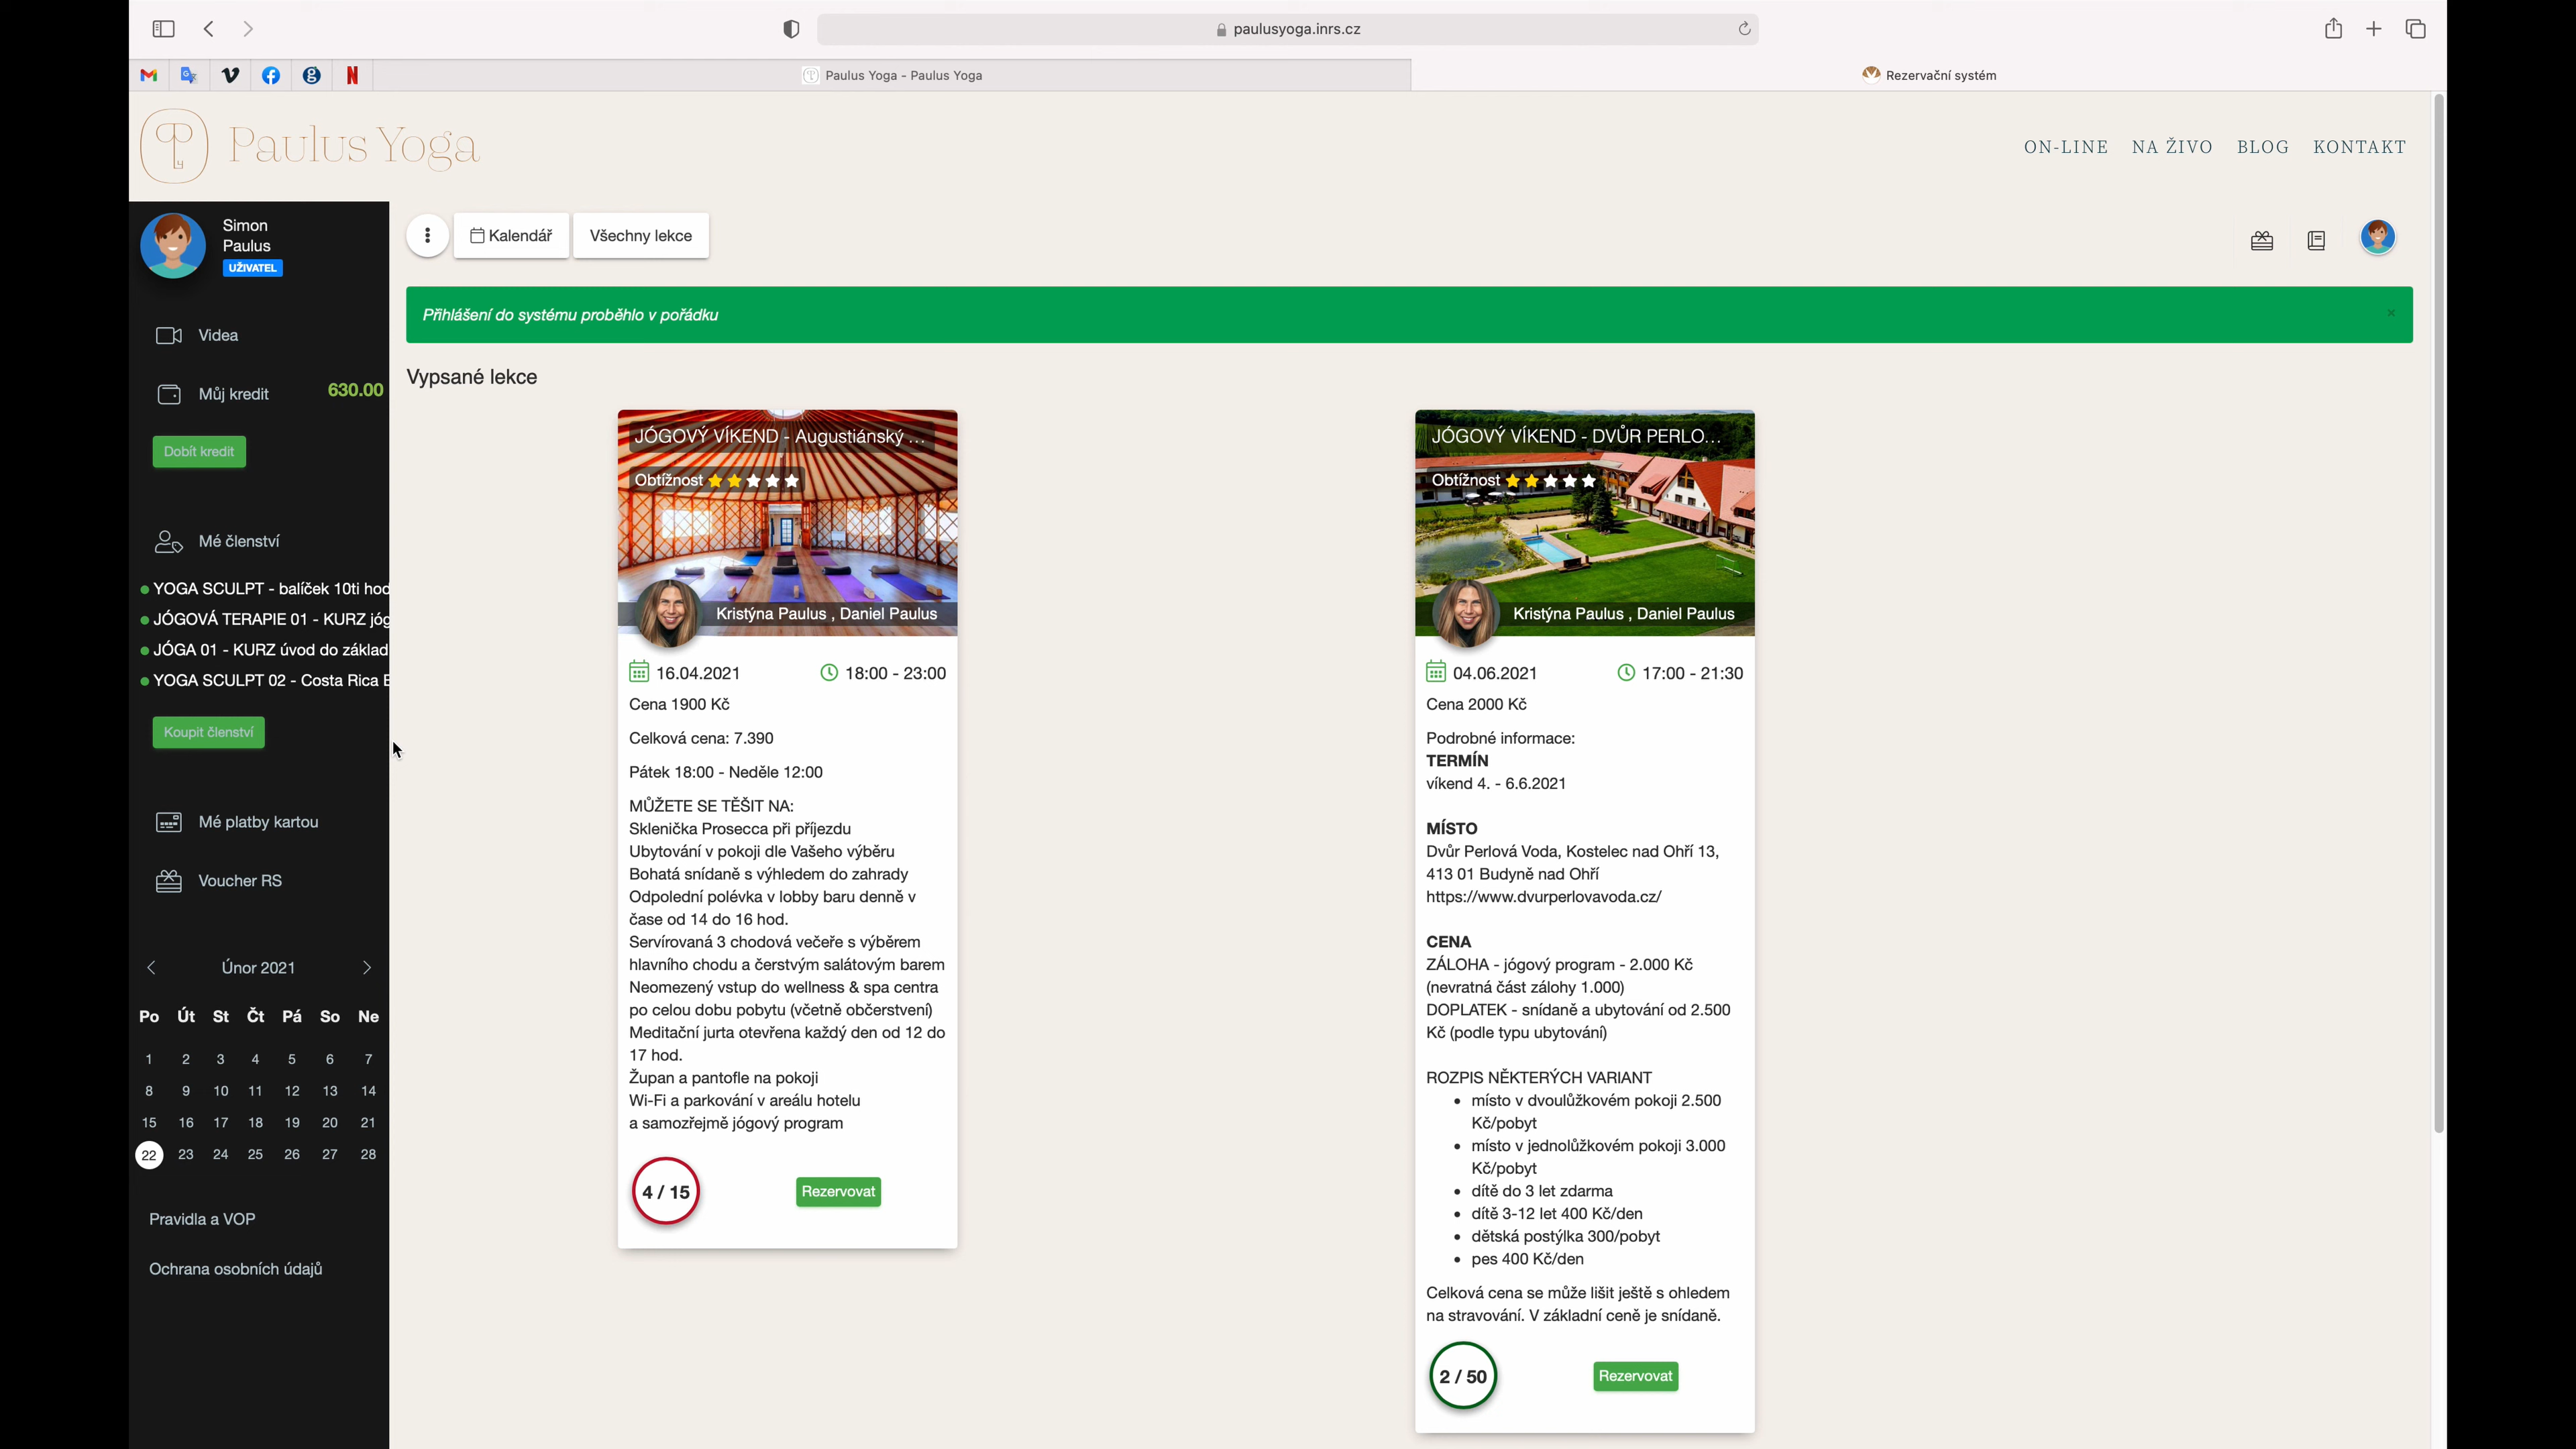 paulusyoga.inrs.cz
Paulus Yoga - Paulus Yoga
Rezervační systém
Paulus Yoga
ON-LINE NA ŽIVO BLOG KONTAKT
Simon
Paulus
UŽIVATEL
Videa
Můj kredit 630.00
Dobít kredit
Mé členství
YOGA SCULPT - balíček 10ti hod
JÓGOVÁ TERAPIE 01 - KURZ jóg
JÓGA 01 - KURZ úvod do základ
YOGA SCULPT 02 - Costa Rica E
Koupit členství
Mé platby kartou
Voucher RS
Únor 2021
Po Út St Čt Pá So Ne
1 2 3 4 5 6 7
8 9 10 11 12 13 14
15 16 17 18 19 20 21
22 23 24 25 26 27 28
Pravidla a VOP
Ochrana osobních údajů
Kalendář
Všechny lekce
Přihlášení do systému proběhlo v pořádku
×
Vypsané lekce
JÓGOVÝ VÍKEND - Augustiánský ...
Obtížnost
Kristýna Paulus , Daniel Paulus
16.04.2021 18:00 - 23:00
Cena 1900 Kč
Celková cena: 7.390
Pátek 18:00 - Neděle 12:00
MŮŽETE SE TĚŠIT NA:
Sklenička Prosecca při příjezdu
Ubytování v pokoji dle Vašeho výběru
Bohatá snídaně s výhledem do zahrady
Odpolední polévka v lobby baru denně v
čase od 14 do 16 hod.
Servírovaná 3 chodová večeře s výběrem
hlavního chodu a čerstvým salátovým barem
Neomezený vstup do wellness & spa centra
po celou dobu pobytu (včetně občerstvení)
Meditační jurta otevřena každý den od 12 do
17 hod.
Župan a pantofle na pokoji
Wi-Fi a parkování v areálu hotelu
a samozřejmě jógový program
4 / 15
Rezervovat
JÓGOVÝ VÍKEND - DVŮR PERLO...
Obtížnost
Kristýna Paulus , Daniel Paulus
04.06.2021 17:00 - 21:30
Cena 2000 Kč
Podrobné informace:
TERMÍN
víkend 4. - 6.6.2021
MÍSTO
Dvůr Perlová Voda, Kostelec nad Ohří 13,
413 01 Budyně nad Ohří
https://www.dvurperlovavoda.cz/
CENA
ZÁLOHA - jógový program - 2.000 Kč
(nevratná část zálohy 1.000)
DOPLATEK - snídaně a ubytování od 2.500
Kč (podle typu ubytování)
ROZPIS NĚKTERÝCH VARIANT
• místo v dvoulůžkovém pokoji 2.500
Kč/pobyt
• místo v jednolůžkovém pokoji 3.000
Kč/pobyt
• dítě do 3 let zdarma
• dítě 3-12 let 400 Kč/den
• dětská postýlka 300/pobyt
• pes 400 Kč/den
Celková cena se může lišit ještě s ohledem
na stravování. V základní ceně je snídaně.
2 / 50
Rezervovat